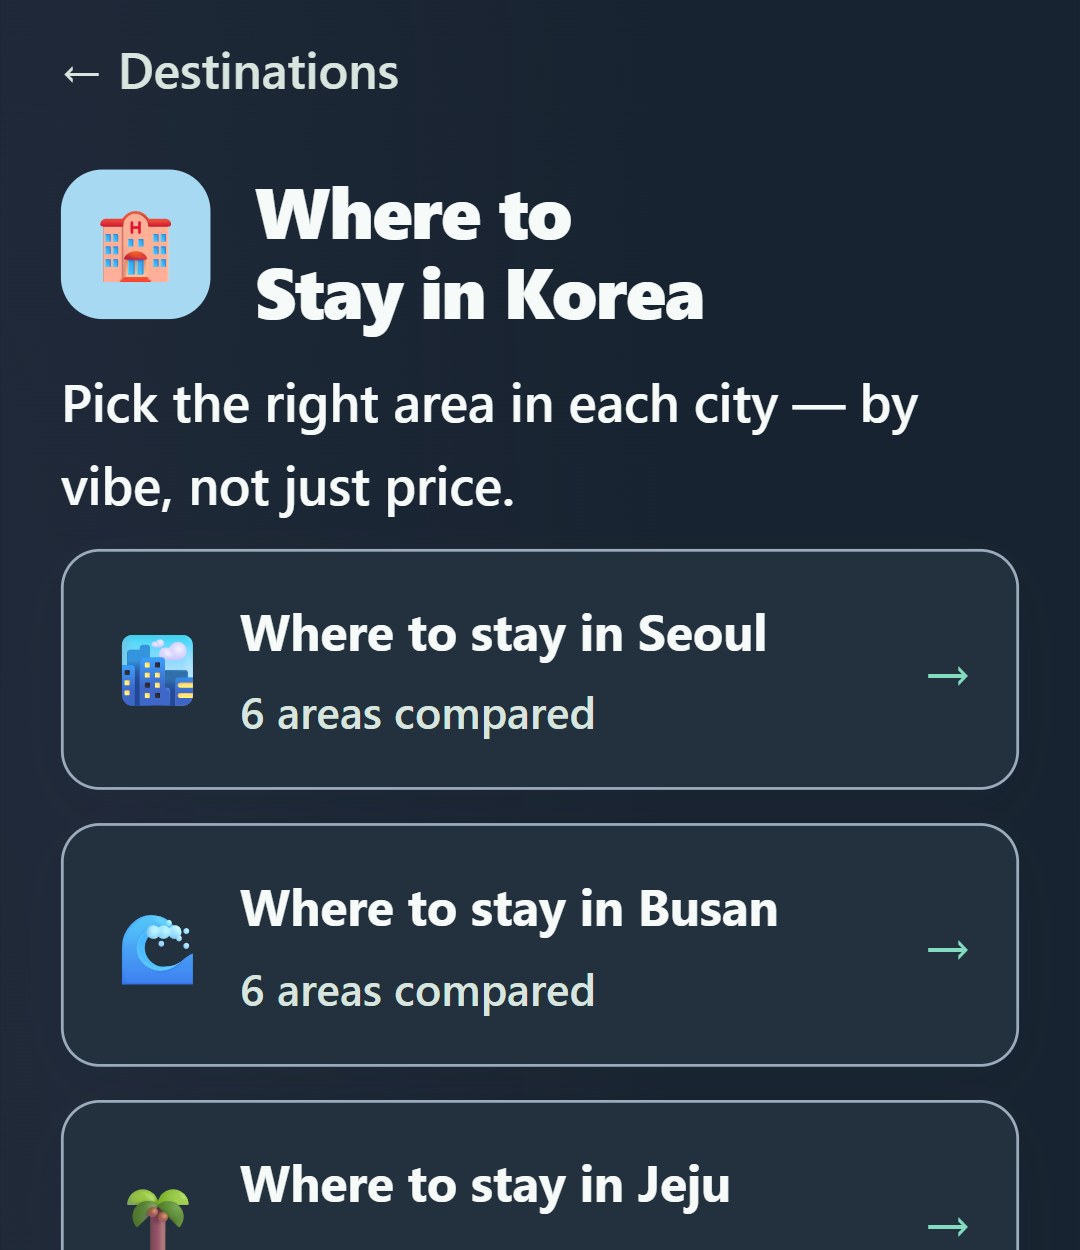 ← Destinations
H
Where to
Stay in Korea
Pick the right area in each city — by
vibe, not just price.
Where to stay in Seoul
6 areas compared
→
Where to stay in Busan
6 areas compared
→
Where to stay in Jeju
→